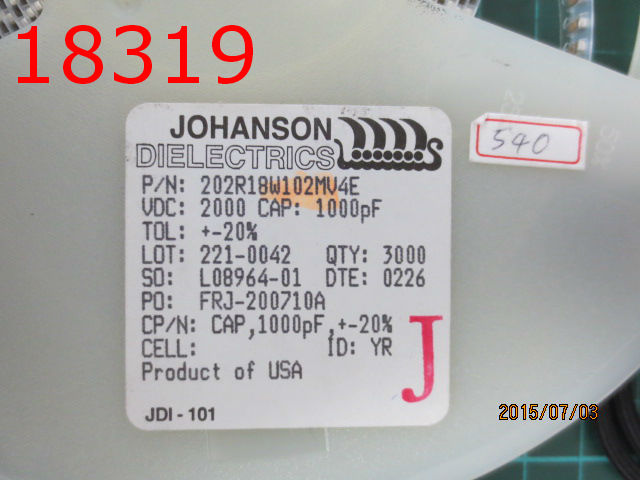 18319
JOHANSON
DIELECTRICS
540
P/N: 202R18W102MV4E
VDC: 2000 CAP: 1000pF
TOL: +-20%
LOT: 221-0042 QTY: 3000
SO: L08964-01 DTE: 0226
PO: FRJ-200710A
CP/N: CAP,1000pF,+-20%
CELL: ID: YR
Product of USA
J
JDI - 101
2015/07/03